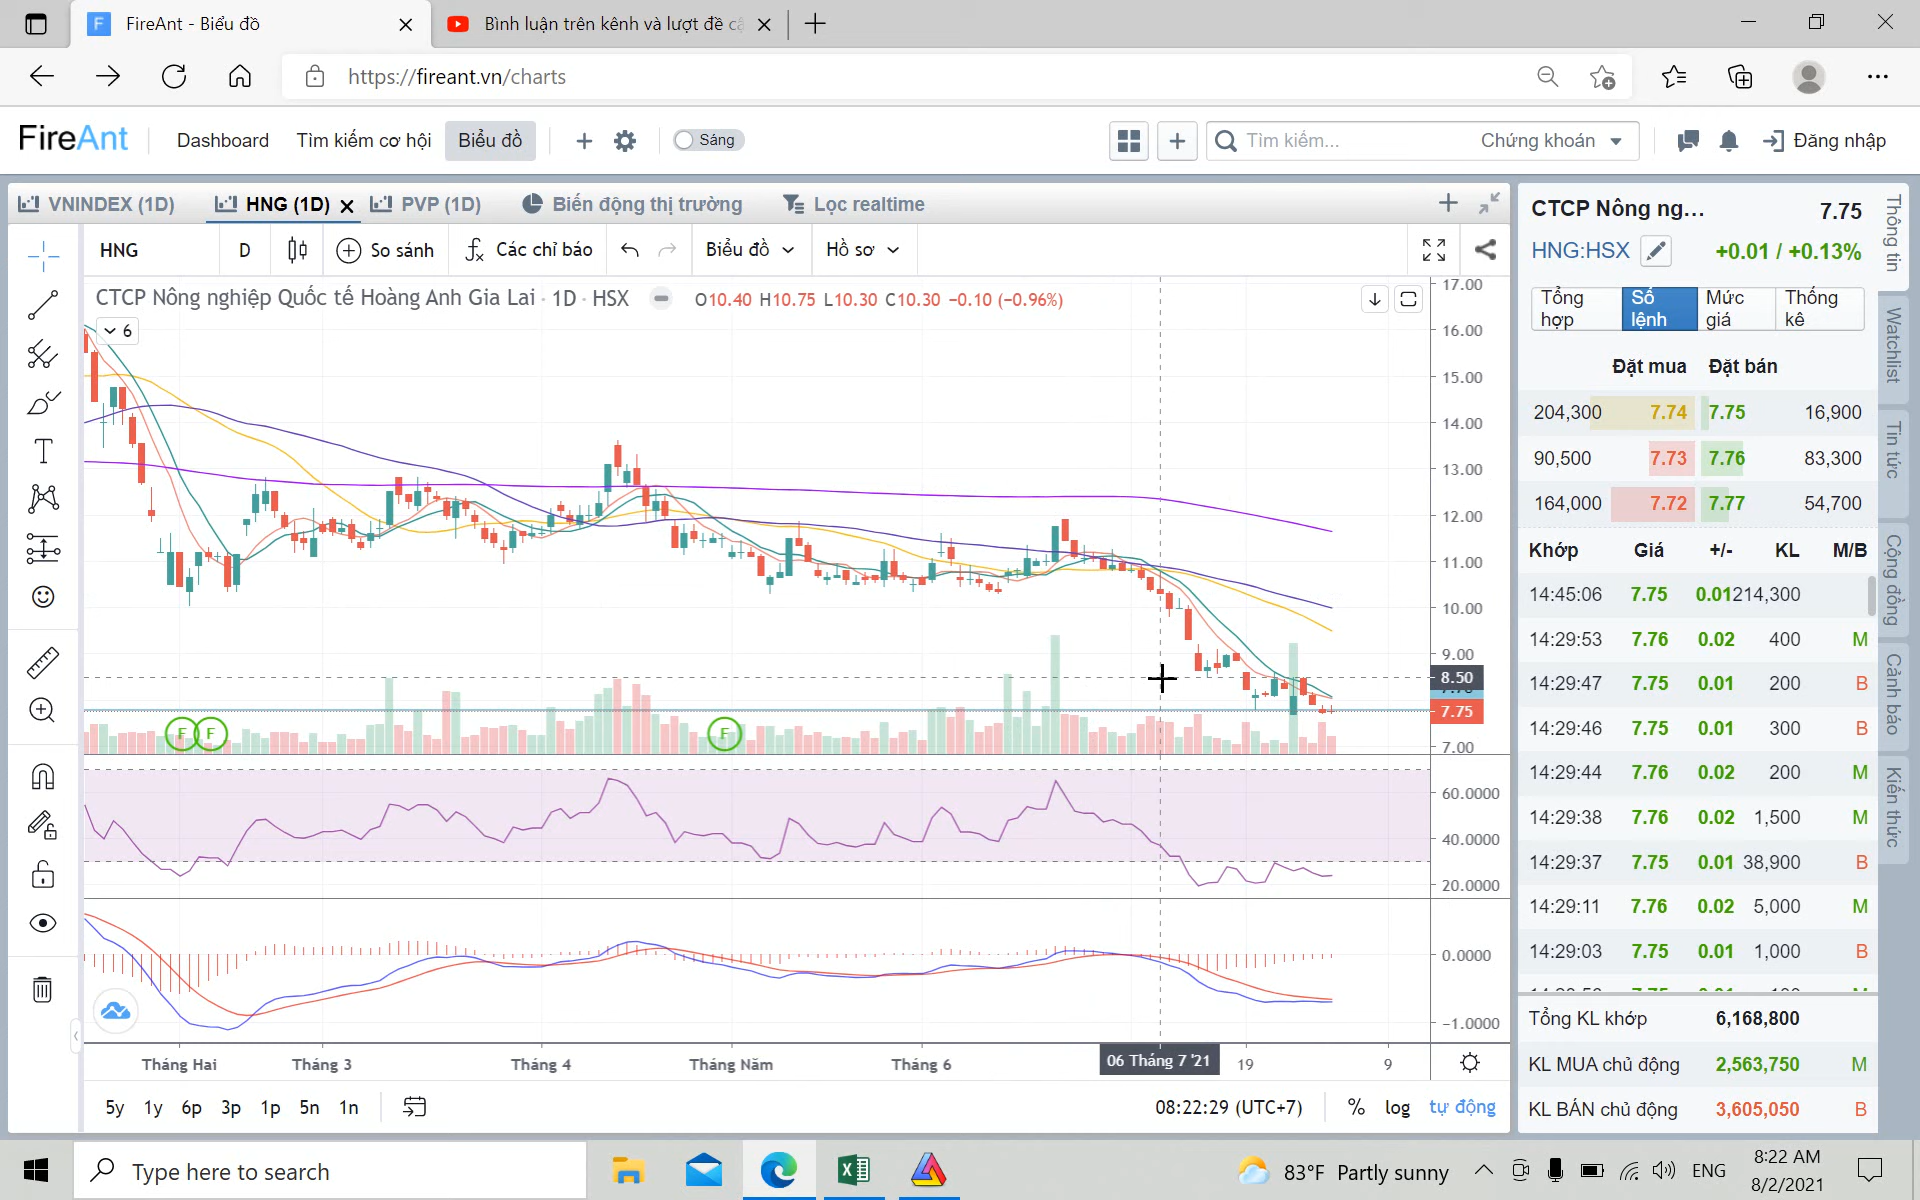 FireAnt - Biểu đồ
Bình luận trên kênh và lượt đề cậ
https://fireant.vn/charts
FireAnt
Dashboard
Tìm kiếm cơ hội
Biểu đồ
Sáng
Tìm kiếm...
Chứng khoán
Đăng nhập
VNINDEX (1D)
HNG (1D)
PVP (1D)
Biến động thị trường
Lọc realtime
HNG
D
So sánh
Các chỉ báo
Biểu đồ
Hồ sơ
CTCP Nông nghiệp Quốc tế Hoàng Anh Gia Lai · 1D · HSX
O10.40 H10.75 L10.30 C10.30 −0.10 (−0.96%)
6
17.00
16.00
15.00
14.00
13.00
12.00
11.00
10.00
9.00
8.50
7.75
7.00
F
F
F
60.0000
40.0000
20.0000
0.0000
−1.0000
Tháng Hai
Tháng 3
Tháng 4
Tháng Năm
Tháng 6
06 Tháng 7 '21
19
9
5y 1y 6p 3p 1p 5n 1n
08:22:29 (UTC+7)
% log tự động
CTCP Nông ng...
7.75
HNG:HSX
+0.01 / +0.13%
Tổng hợp
Sổ lệnh
Mức giá
Thống kê
Đặt mua Đặt bán
204,300 7.74 7.75 16,900
90,500 7.73 7.76 83,300
164,000 7.72 7.77 54,700
Khớp Giá +/- KL M/B
14:45:06 7.75 0.01 214,300
14:29:53 7.76 0.02 400 M
14:29:47 7.75 0.01 200 B
14:29:46 7.75 0.01 300 B
14:29:44 7.76 0.02 200 M
14:29:38 7.76 0.02 1,500 M
14:29:37 7.75 0.01 38,900 B
14:29:11 7.76 0.02 5,000 M
14:29:03 7.75 0.01 1,000 B
Tổng KL khớp 6,168,800
KL MUA chủ động 2,563,750 M
KL BÁN chủ động 3,605,050 B
Thông tin
Watchlist
Tin tức
Cộng đồng
Cảnh báo
Kiến thức
Type here to search
83°F Partly sunny
ENG
8:22 AM
8/2/2021